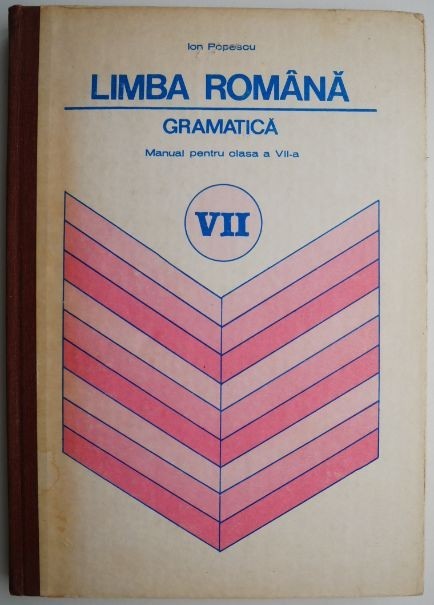 Ion Popescu
LIMBA ROMÂNĂ
GRAMATICĂ
Manual pentru clasa a VII-a
VII